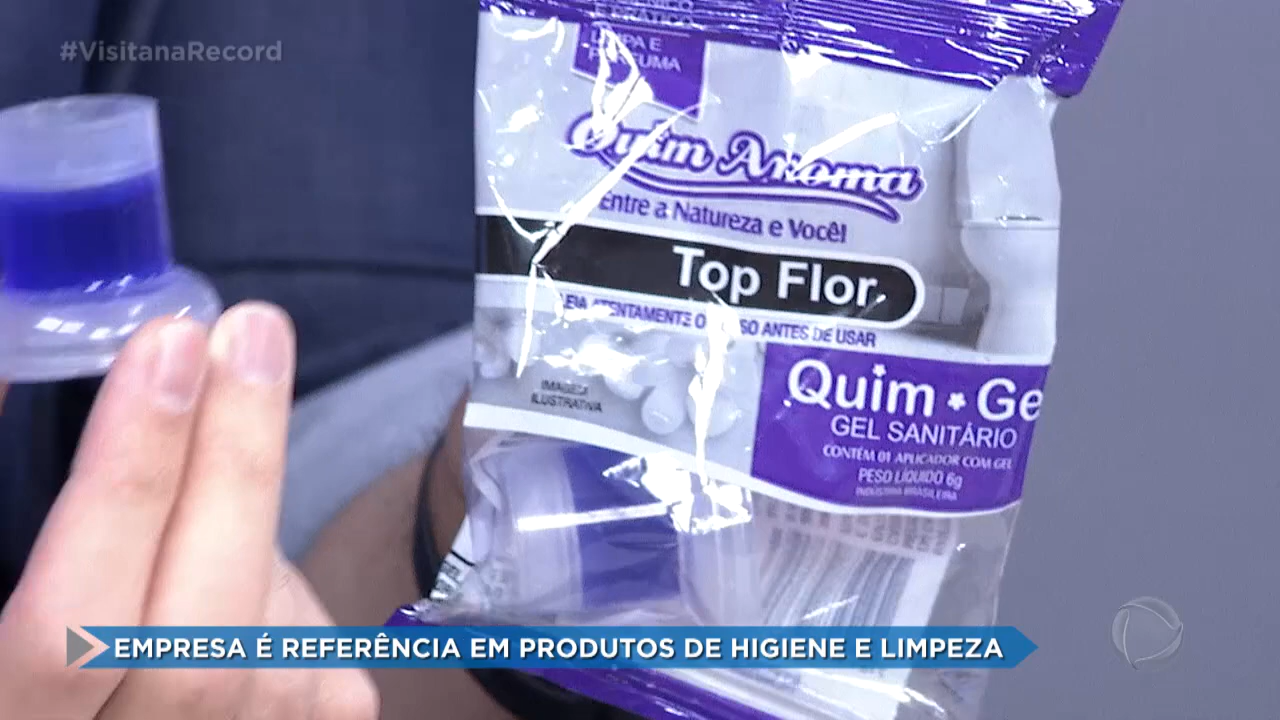 #VisitanaRecord
LIMPA E
PERFUMA
Quim Aroma
Entre a Natureza e Você!
Top Flor
LEIA ATENTAMENTE O ANTES DE USAR
IMAGEM
ILUSTRATIVA
Quim Ge
GEL SANITÁRIO
CONTÉM 01 APLICADOR COM GEL
PESO LÍQUIDO 6g
INDÚSTRIA BRASILEIRA
EMPRESA É REFERÊNCIA EM PRODUTOS DE HIGIENE E LIMPEZA